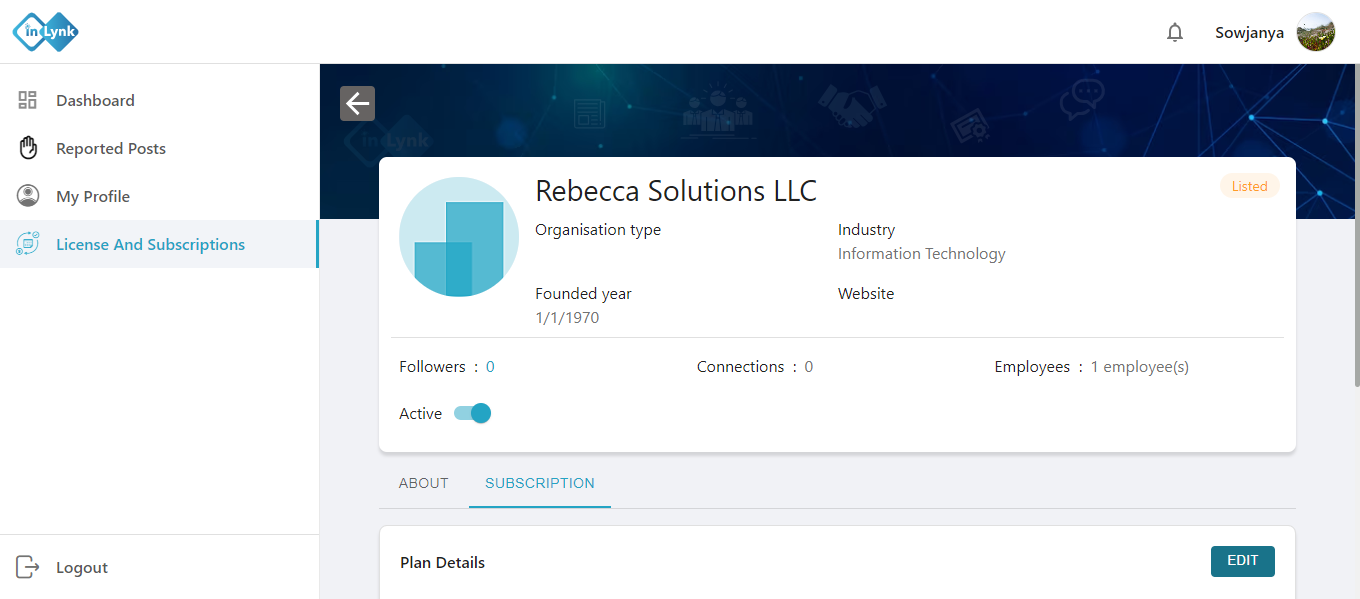 inLynk
Sowjanya
Dashboard
Reported Posts
My Profile
License And Subscriptions
Logout
inLynk
Rebecca Solutions LLC
Listed
Organisation type
Industry
Information Technology
Founded year
Website
1/1/1970
Followers : 0
Connections : 0
Employees : 1 employee(s)
Active
ABOUT
SUBSCRIPTION
Plan Details
EDIT